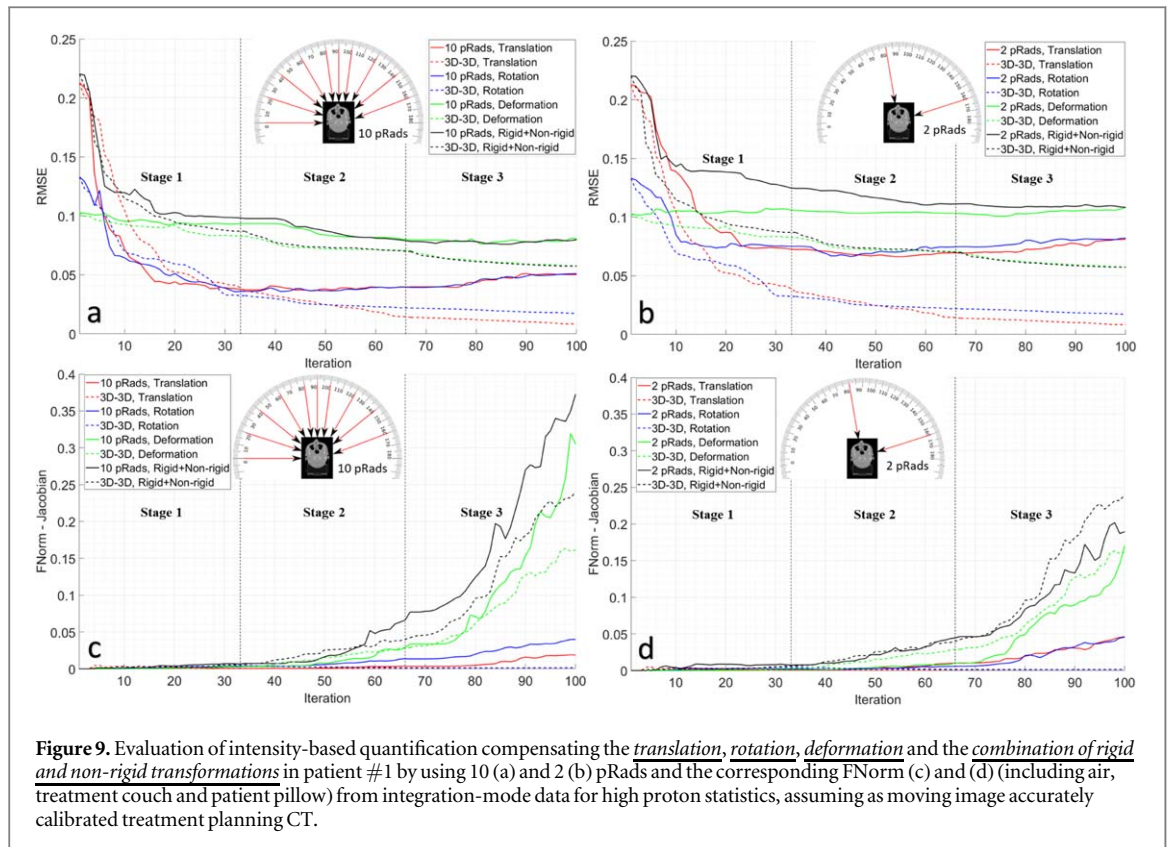 0.25
0.2
0.15
0.1
0.05
0
RMSE
10 pRads, Translation
3D-3D, Translation
10 pRads, Rotation
3D-3D, Rotation
10 pRads, Deformation
3D-3D, Deformation
10 pRads, Rigid+Non-rigid
3D-3D, Rigid+Non-rigid
10 pRads
Stage 1
Stage 2
Stage 3
a
10 20 30 40 50 60 70 80 90 100
Iteration
0.25
0.2
0.15
0.1
0.05
0
RMSE
2 pRads, Translation
3D-3D, Translation
2 pRads, Rotation
3D-3D, Rotation
2 pRads, Deformation
3D-3D, Deformation
2 pRads, Rigid+Non-rigid
3D-3D, Rigid+Non-rigid
2 pRads
Stage 1
Stage 2
Stage 3
b
10 20 30 40 50 60 70 80 90 100
Iteration
0.4
0.35
0.3
0.25
0.2
0.15
0.1
0.05
0
FNorm - Jacobian
10 pRads, Translation
3D-3D, Translation
10 pRads, Rotation
3D-3D, Rotation
10 pRads, Deformation
3D-3D, Deformation
10 pRads, Rigid+Non-rigid
3D-3D, Rigid+Non-rigid
10 pRads
Stage 1
Stage 2
Stage 3
c
10 20 30 40 50 60 70 80 90 100
Iteration
0.4
0.35
0.3
0.25
0.2
0.15
0.1
0.05
0
FNorm - Jacobian
2 pRads, Translation
3D-3D, Translation
2 pRads, Rotation
3D-3D, Rotation
2 pRads, Deformation
3D-3D, Deformation
2 pRads, Rigid+Non-rigid
3D-3D, Rigid+Non-rigid
2 pRads
Stage 1
Stage 2
Stage 3
d
10 20 30 40 50 60 70 80 90 100
Iteration
Figure 9. Evaluation of intensity-based quantification compensating the translation, rotation, deformation and the combination of rigid
and non-rigid transformations in patient #1 by using 10 (a) and 2 (b) pRads and the corresponding FNorm (c) and (d) (including air,
treatment couch and patient pillow) from integration-mode data for high proton statistics, assuming as moving image accurately
calibrated treatment planning CT.